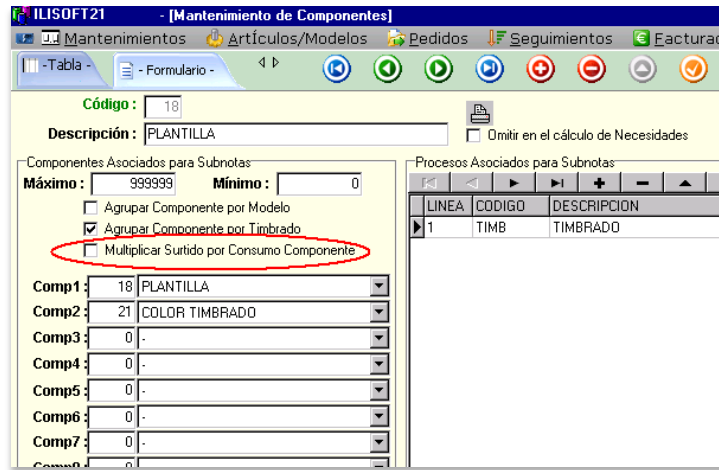 ILISOFT21 - [Mantenimiento de Componentes]
Mantenimientos Artículos/Modelos Pedidos Seguimientos Facturac
-Tabla - - Formulario -
Código : 18
Descripción : PLANTILLA Omitir en el cálculo de Necesidades
Componentes Asociados para Subnotas
Máximo : 999999 Mínimo : 0
Agrupar Componente por Modelo
Agrupar Componente por Timbrado
Multiplicar Surtido por Consumo Componente
Comp1 : 18 PLANTILLA
Comp2 : 21 COLOR TIMBRADO
Comp3 : 0 -
Comp4 : 0 -
Comp5 : 0 -
Comp6 : 0 -
Comp7 : 0 -
Procesos Asociados para Subnotas
LINEA CODIGO DESCRIPCION
1 TIMB TIMBRADO